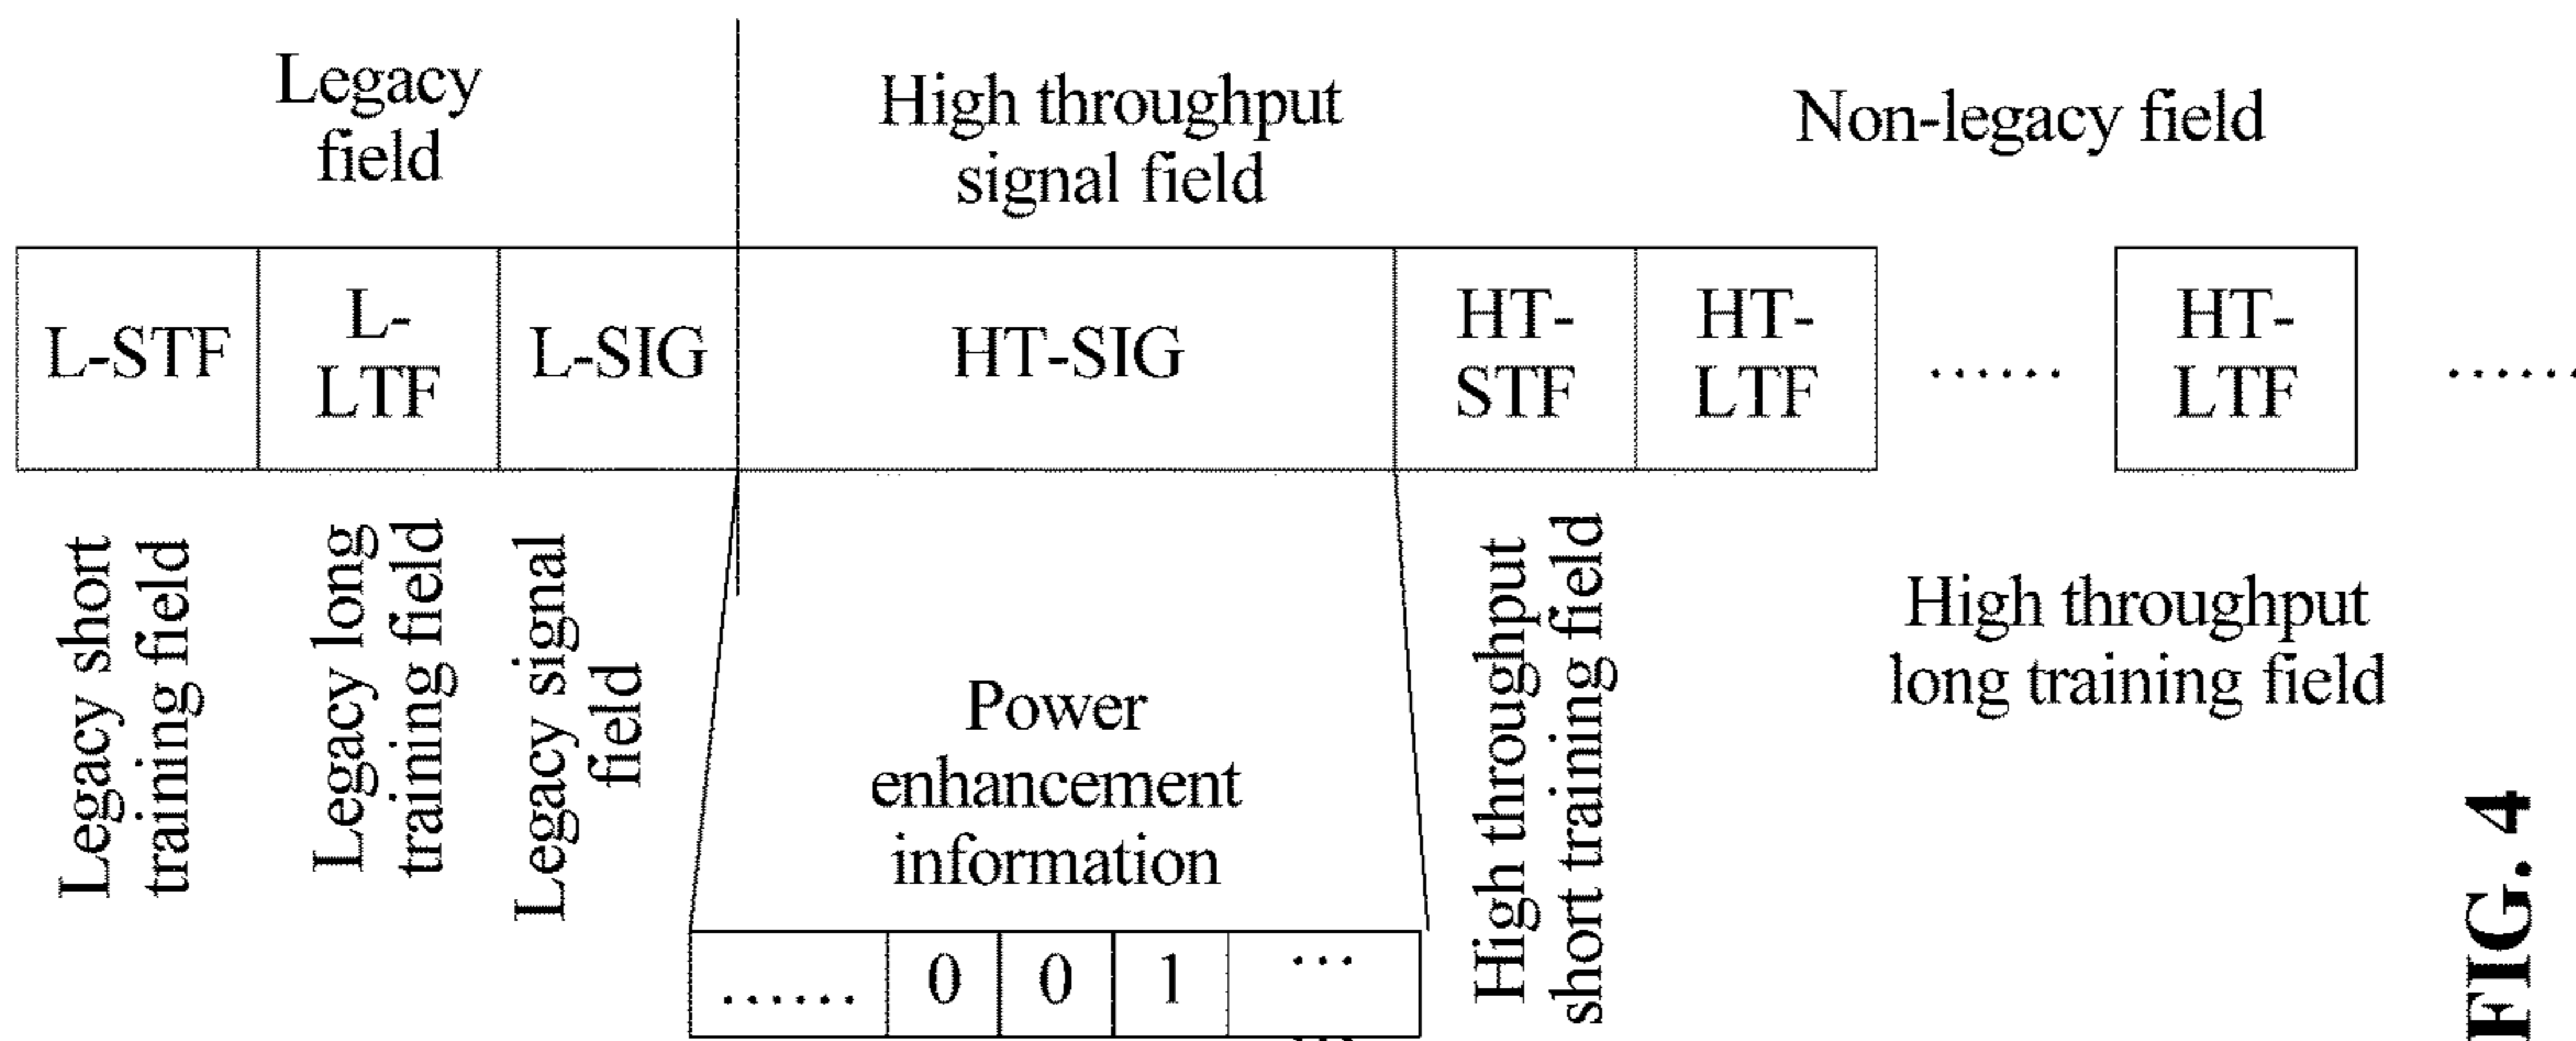 Legacy
field
High throughput
signal field
Non-legacy field
L-STF
L-
LTF
L-SIG
HT-SIG
HT-
STF
HT-
LTF
......
HT-
LTF
......
Legacy short
training field
Legacy long
training field
Legacy signal
field
Power
enhancement
information
High throughput
short training field
High throughput
long training field
...... 0 0 1 ...
...
FIG. 4